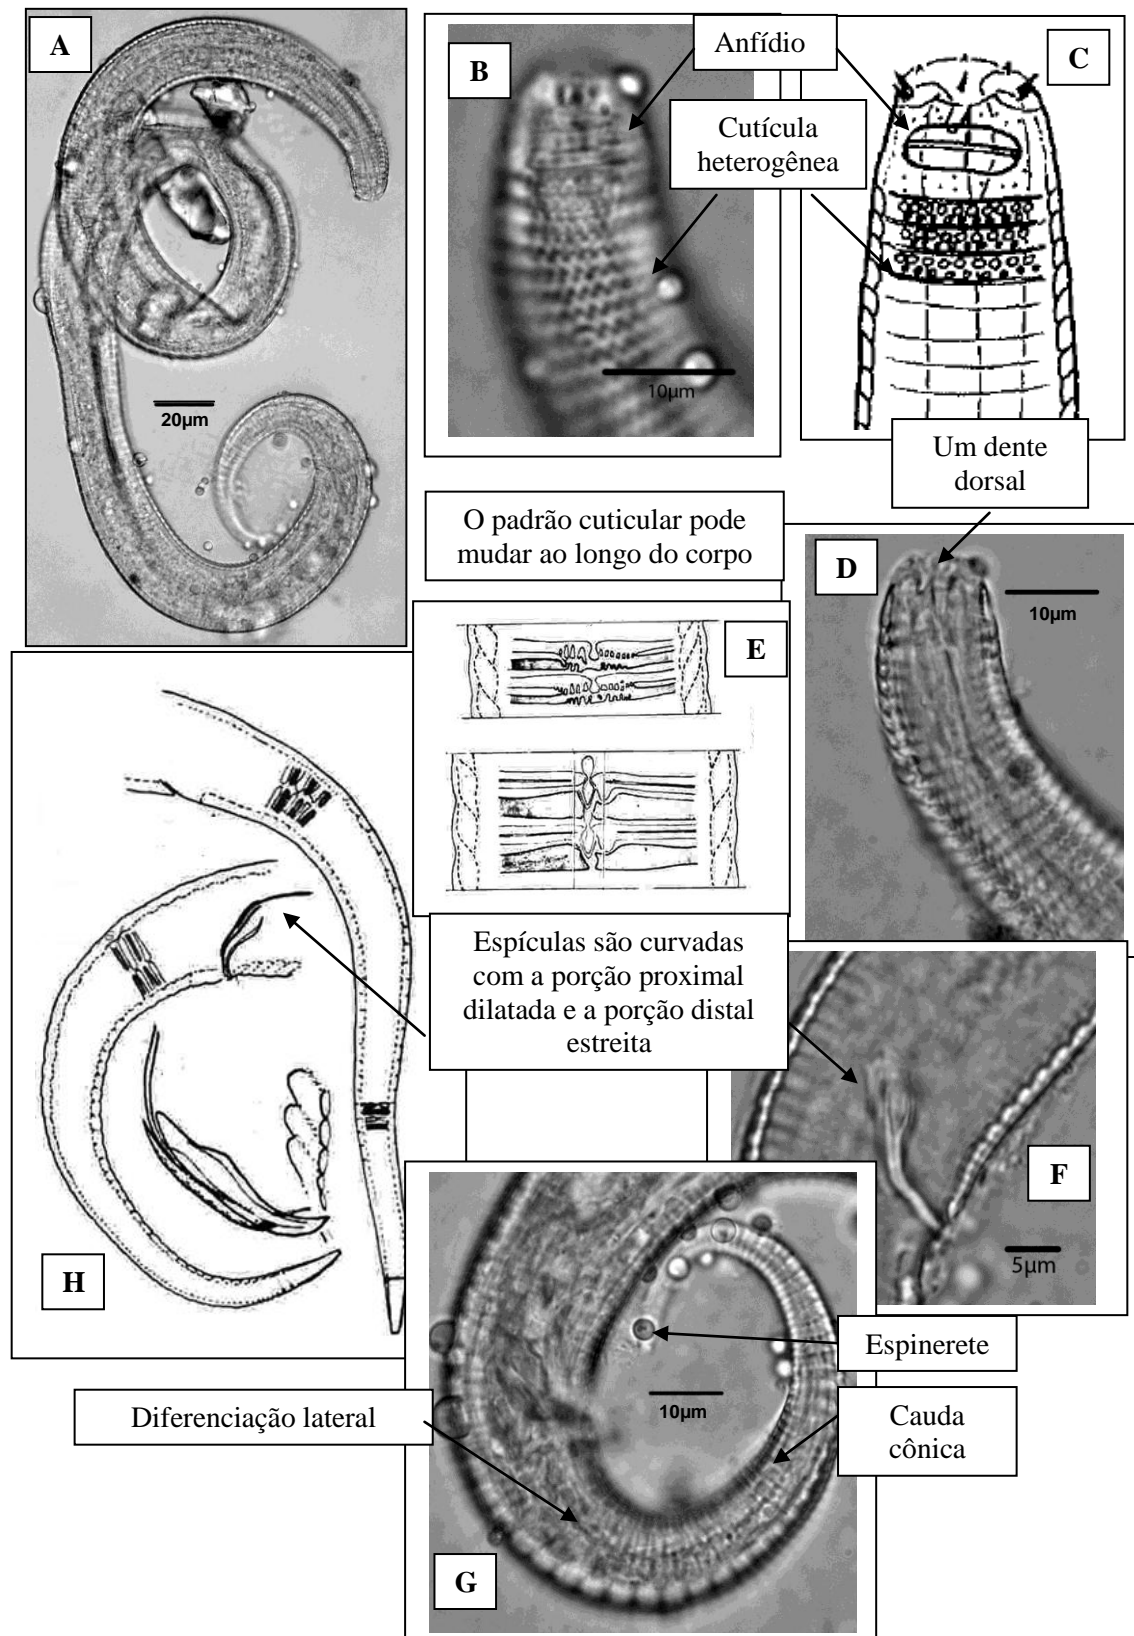 A
B
Anfídio
C
Cutícula
heterogênea
20µm
10µm
Um dente
dorsal
O padrão cuticular pode
mudar ao longo do corpo
D
10µm
E
Espículas são curvadas
com a porção proximal
dilatada e a porção distal
estreita
F
5µm
H
Espinerete
10µm
Diferenciação lateral
Cauda
cônica
G